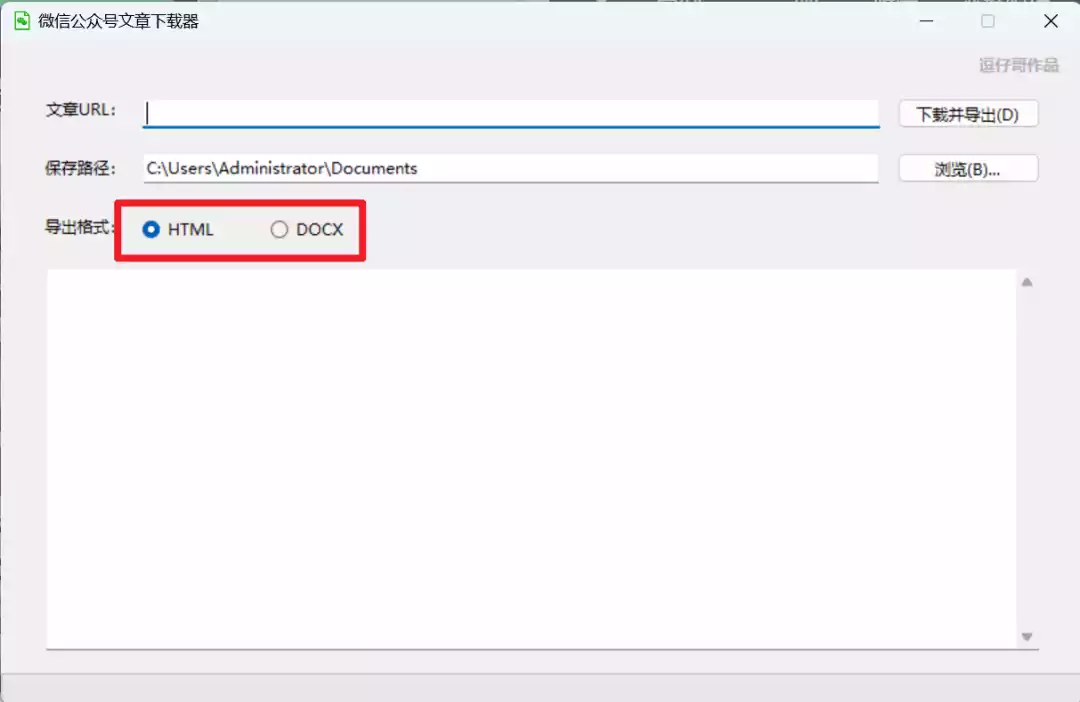 微信公众号文章下载器
逗仔哥作品
文章URL: 下载并导出(D)
保存路径: C:\Users\Administrator\Documents 浏览(B)...
导出格式: HTML DOCX